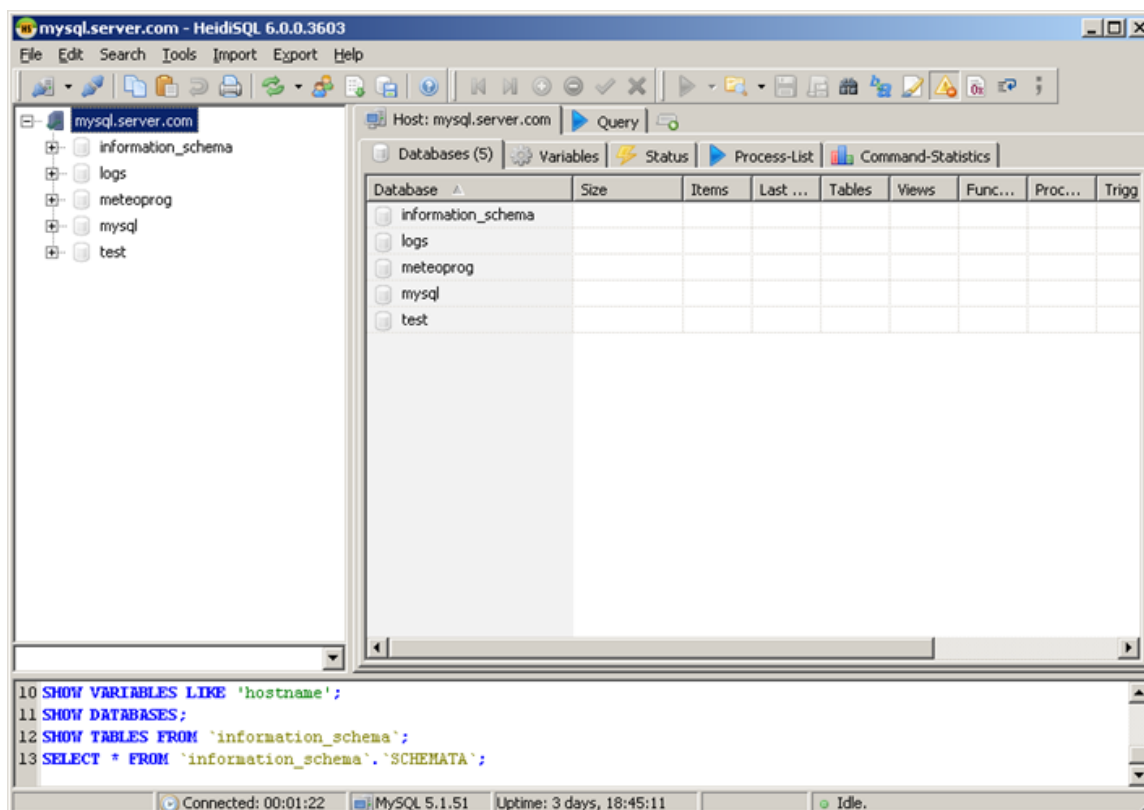 mysql.server.com - HeidiSQL 6.0.0.3603
File Edit Search Tools Import Export Help
mysql.server.com
information_schema
logs
meteoprog
mysql
test
Host: mysql.server.com Query
Databases (5) Variables Status Process-List Command-Statistics
Database Size Items Last ... Tables Views Func... Proc... Trigg
information_schema
logs
meteoprog
mysql
test
10 SHOW VARIABLES LIKE 'hostname';
11 SHOW DATABASES;
12 SHOW TABLES FROM `information_schema`;
13 SELECT * FROM `information_schema`.`SCHEMATA`;
Connected: 00:01:22 MySQL 5.1.51 Uptime: 3 days, 18:45:11 Idle.